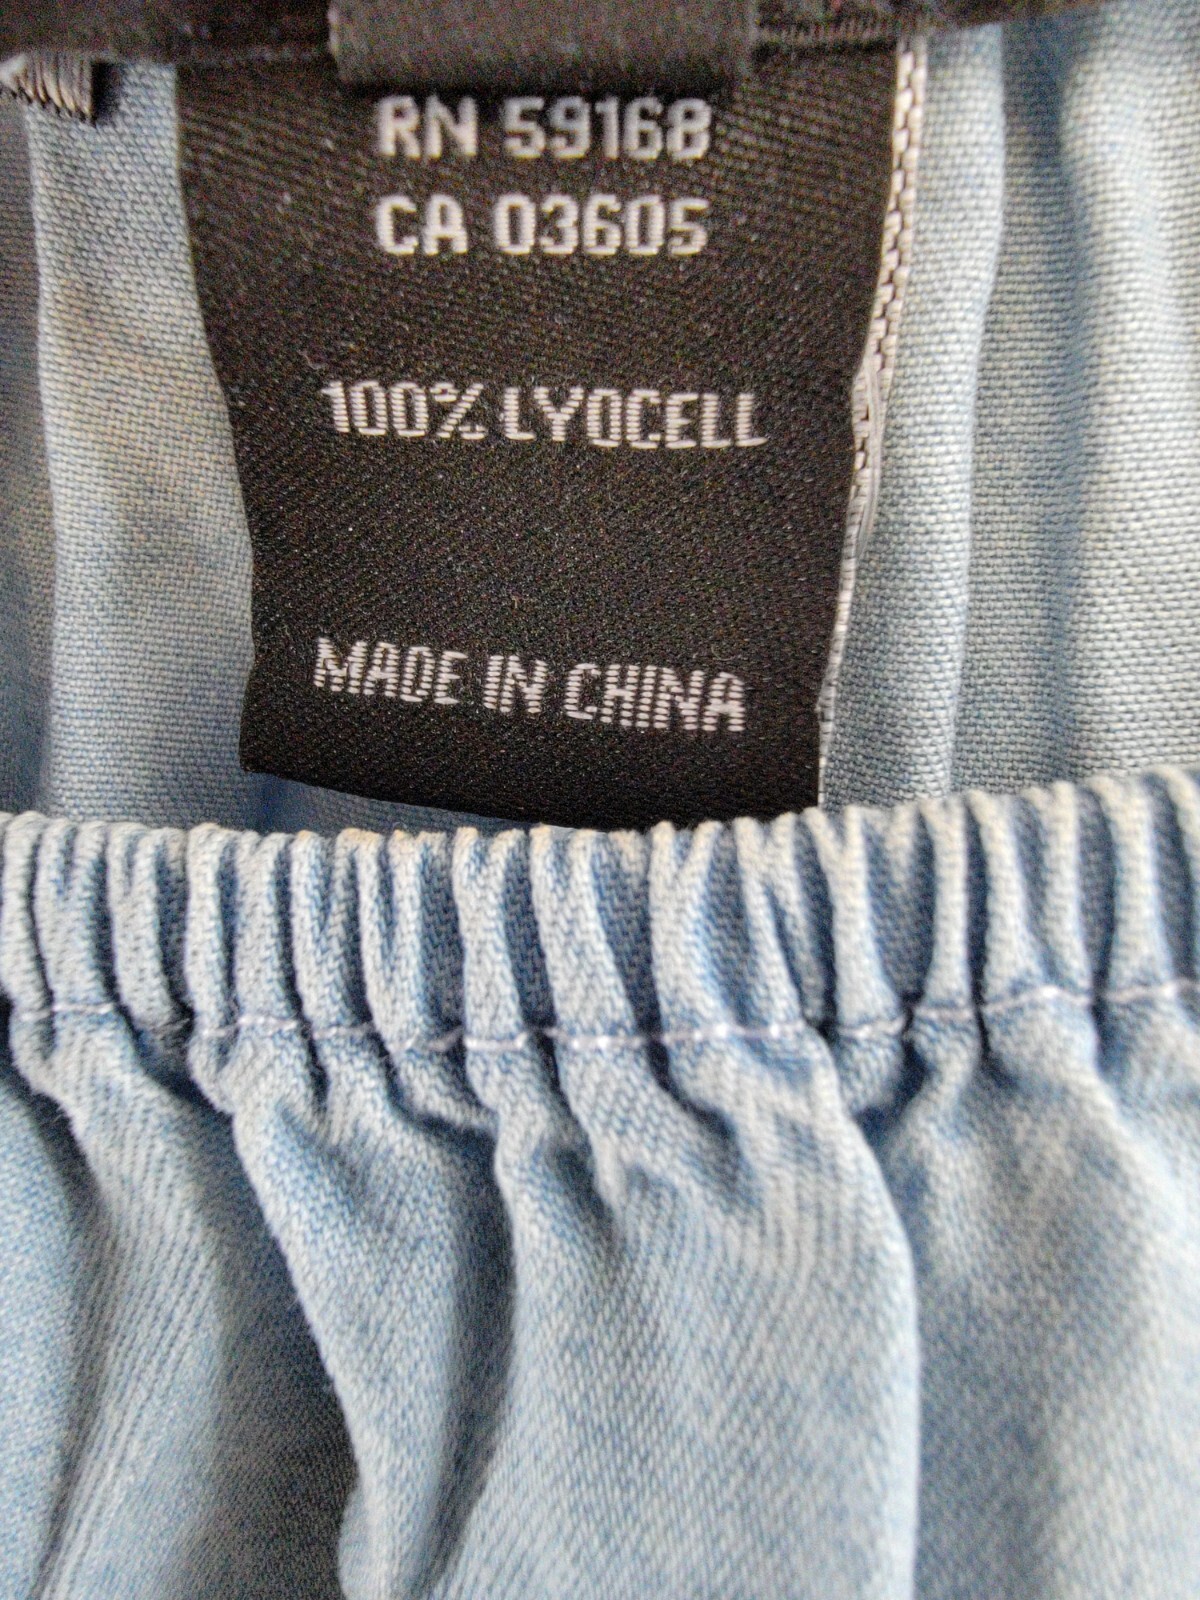 RN 59168
CA 03605
100% LYOCELL
MADE IN CHINA